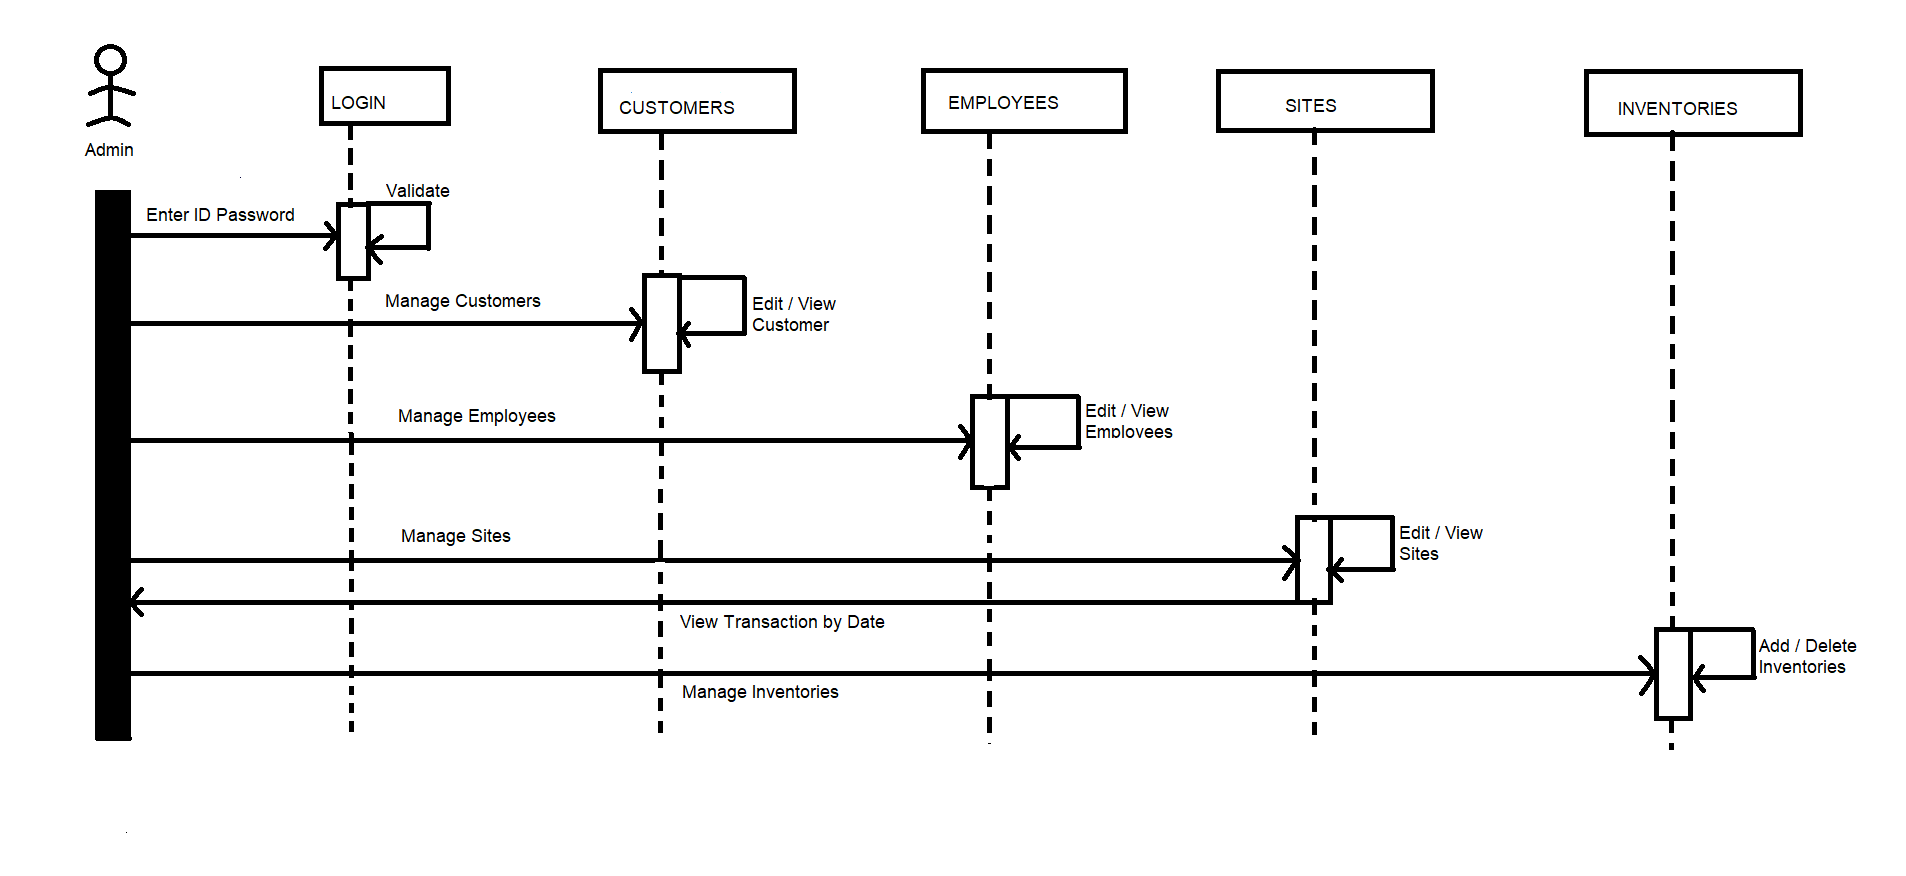 LOGIN
CUSTOMERS
EMPLOYEES
SITES
INVENTORIES
Admin
Validate
Enter ID Password
Manage Customers
Edit / View
Customer
Manage Employees
Edit / View
Employees
Manage Sites
Edit / View
Sites
View Transaction by Date
Add / Delete
Inventories
Manage Inventories